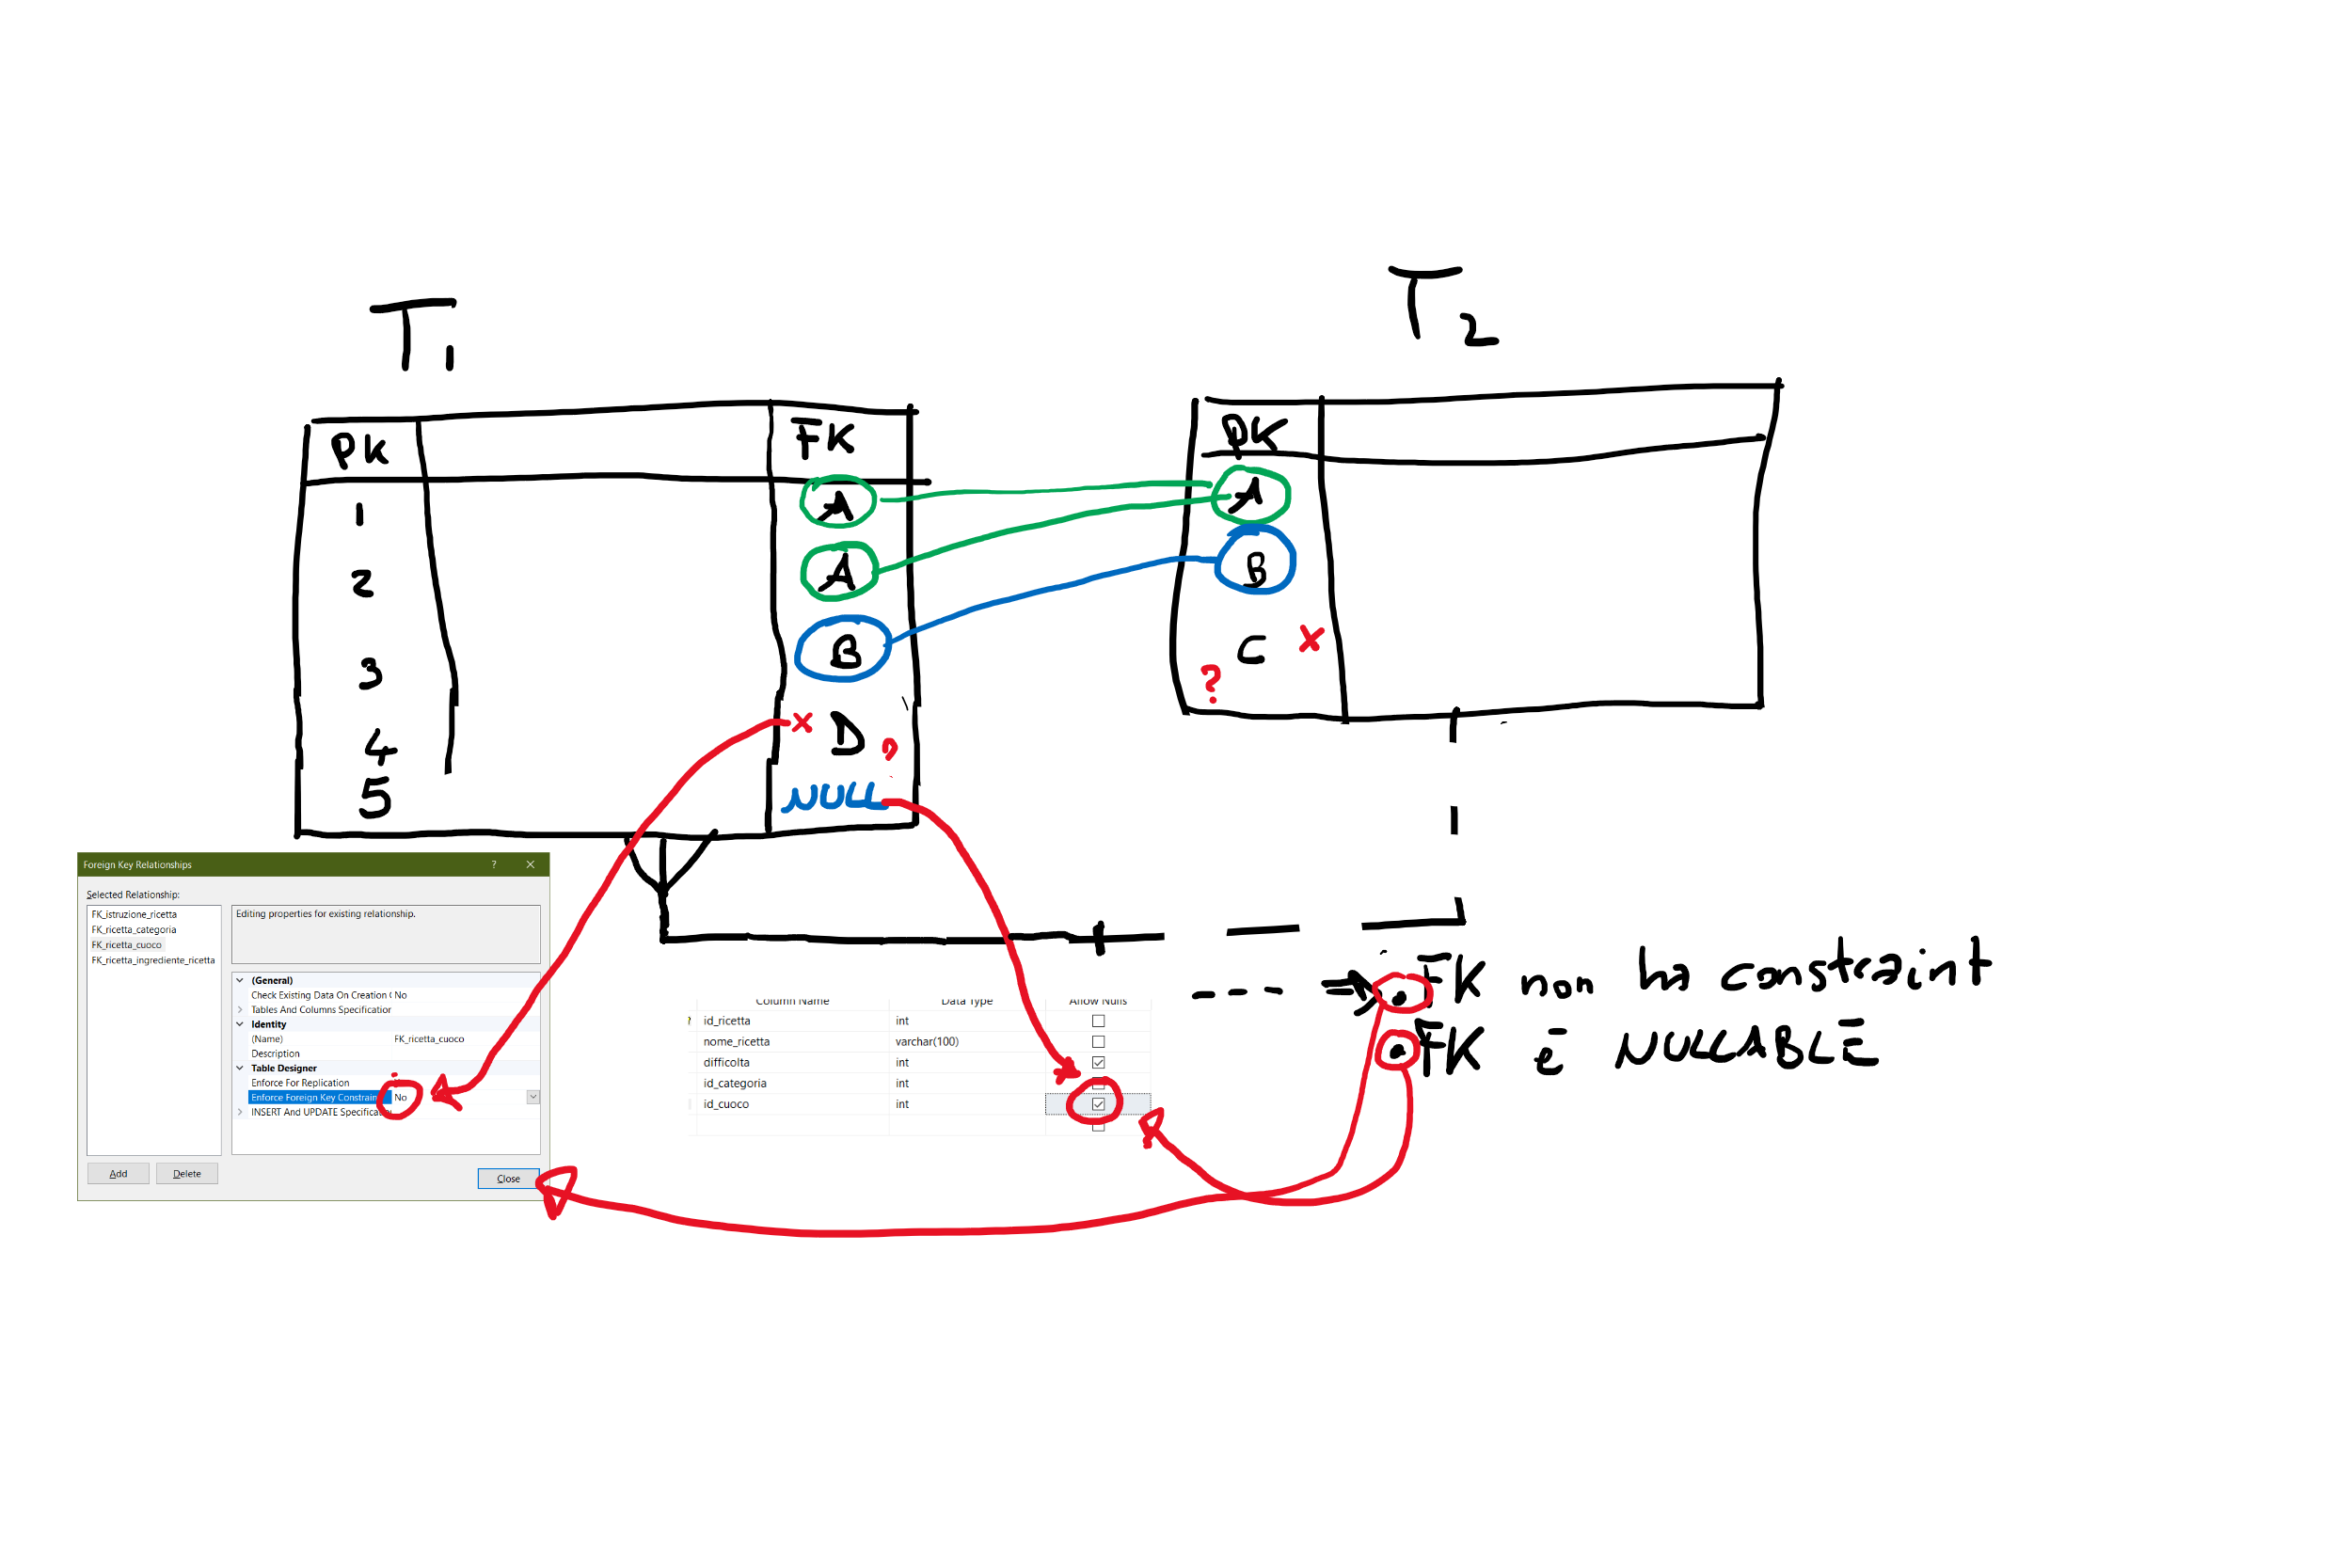 T1
T2
PK FK
PK
1 A
2 A
3 B
4 D
5 NULL
A
B
C x
?
x
Foreign Key Relationships ? ×
Selected Relationship:
FK_istruzione_ricetta
FK_ricetta_categoria
FK_ricetta_cuoco
FK_ricetta_ingrediente_ricetta
Editing properties for existing relationship.
(General)
Check Existing Data On Creation ( No
Tables And Columns Specification
Identity
(Name) FK_ricetta_cuoco
Description
Table Designer
Enforce For Replication
Enforce Foreign Key Constrain No
INSERT And UPDATE Specificat
Add Delete Close
Column Name Data Type Allow Nulls
id_ricetta int
nome_ricetta varchar(100)
difficolta int
id_categoria int
id_cuoco int
FK non ha constraint
FK è NULLABLE